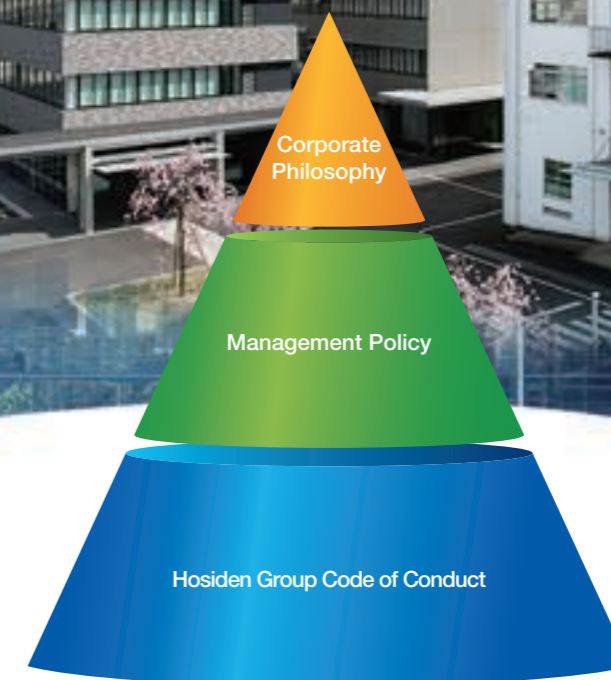 Corporate
Philosophy
Management Policy
Hosiden Group Code of Conduct